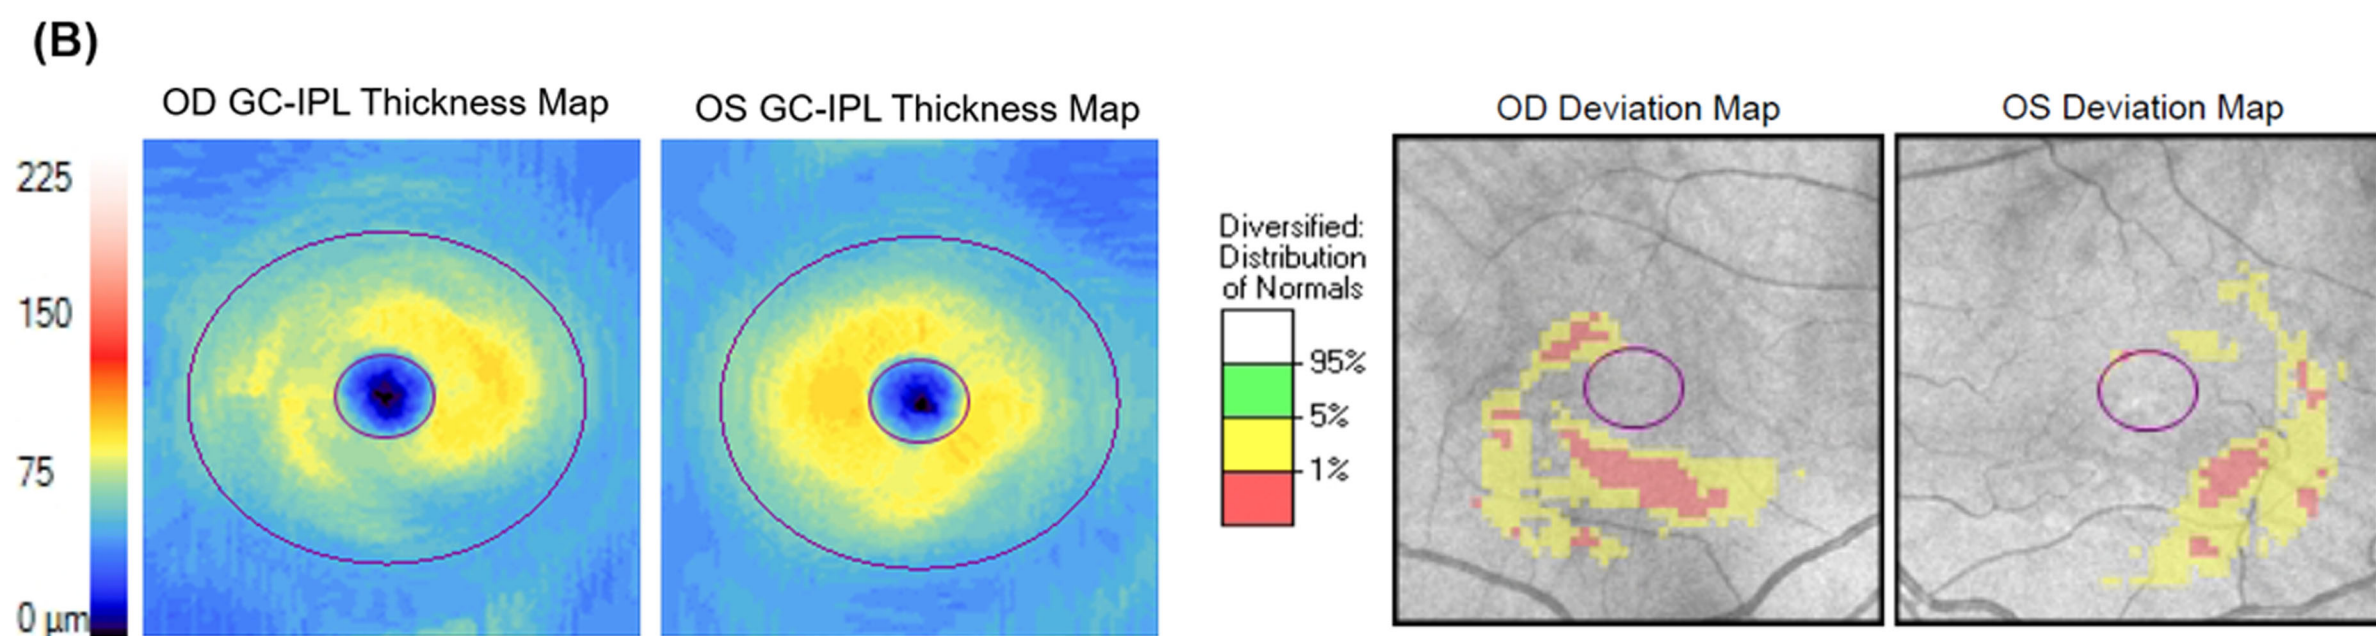 (B)
OD GC-IPL Thickness Map
OS GC-IPL Thickness Map
OD Deviation Map
OS Deviation Map
225
150
75
0 µm
Diversified:
Distribution
of Normals
95%
5%
1%